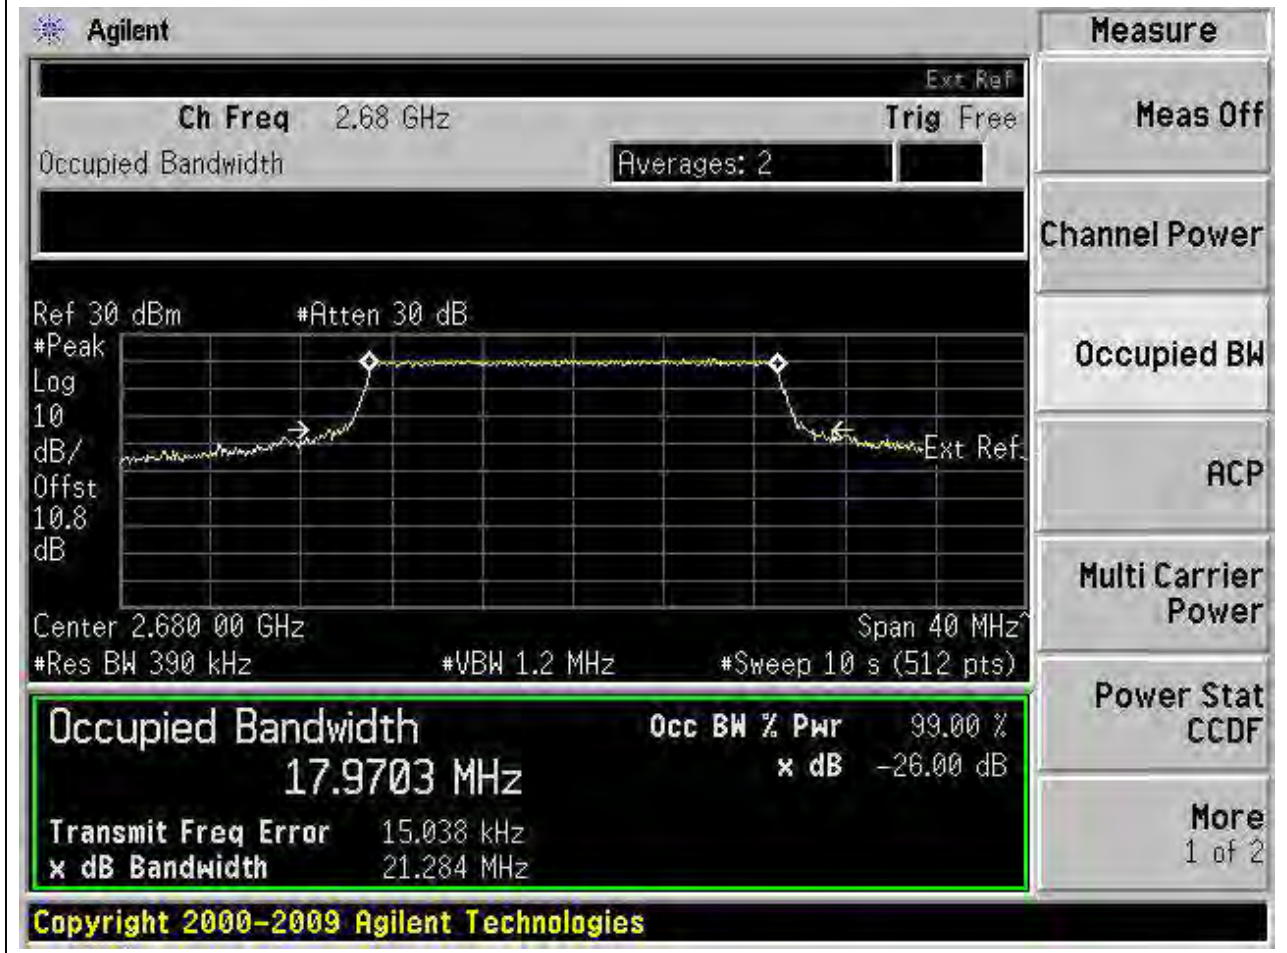 Agilent
Measure
Ext Ref
Ch Freq 2.68 GHz Trig Free
Occupied Bandwidth Averages: 2
Meas Off
Channel Power
Occupied BW
ACP
Multi Carrier
Power
Power Stat
CCDF
More
1 of 2
Ref 30 dBm #Atten 30 dB
#Peak
Log
10
dB/
Offst
10.8
dB
Ext Ref
Center 2.680 00 GHz Span 40 MHz^
#Res BW 390 kHz #VBW 1.2 MHz #Sweep 10 s (512 pts)
Occupied Bandwidth Occ BW % Pwr 99.00 %
17.9703 MHz x dB -26.00 dB
Transmit Freq Error 15.038 kHz
x dB Bandwidth 21.284 MHz
Copyright 2000-2009 Agilent Technologies